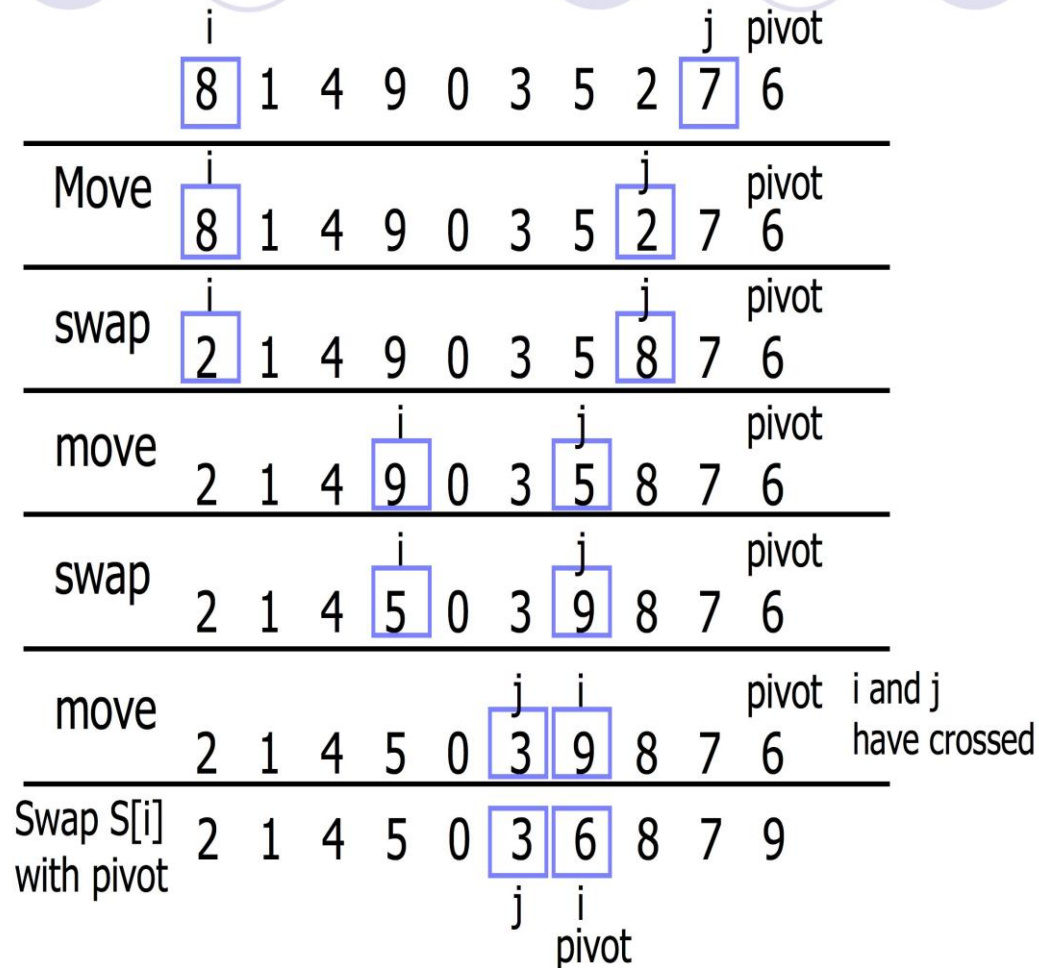 i j pivot
8 1 4 9 0 3 5 2 7 6
Move i j pivot
8 1 4 9 0 3 5 2 7 6
swap i j pivot
2 1 4 9 0 3 5 8 7 6
move i j pivot
2 1 4 9 0 3 5 8 7 6
swap i j pivot
2 1 4 5 0 3 9 8 7 6
move j i pivot i and j
2 1 4 5 0 3 9 8 7 6 have crossed
Swap S[i] 2 1 4 5 0 3 6 8 7 9
with pivot
j i
pivot